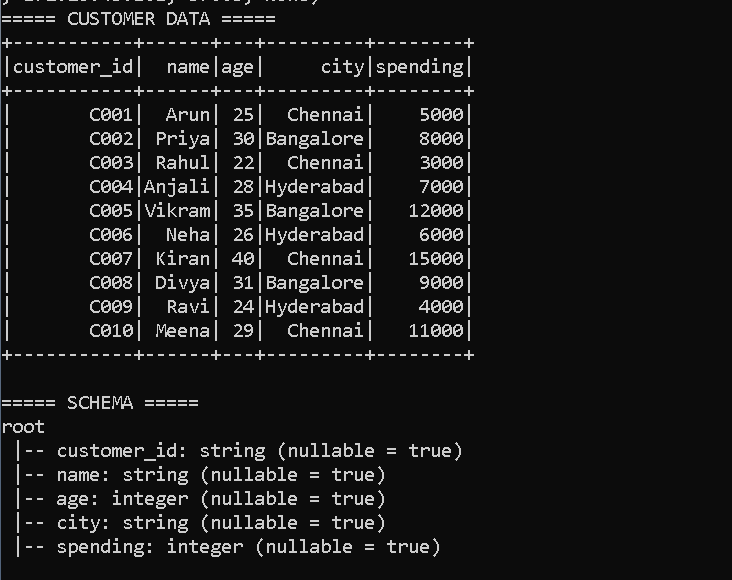 ===== CUSTOMER DATA =====
+-----------+------+---+---------+--------+
|customer_id|  name|age|     city|spending|
+-----------+------+---+---------+--------+
|       C001|  Arun| 25|  Chennai|    5000|
|       C002| Priya| 30|Bangalore|    8000|
|       C003| Rahul| 22|  Chennai|    3000|
|       C004|Anjali| 28|Hyderabad|    7000|
|       C005|Vikram| 35|Bangalore|   12000|
|       C006|  Neha| 26|Hyderabad|    6000|
|       C007| Kiran| 40|  Chennai|   15000|
|       C008| Divya| 31|Bangalore|    9000|
|       C009|  Ravi| 24|Hyderabad|    4000|
|       C010| Meena| 29|  Chennai|   11000|
+-----------+------+---+---------+--------+

===== SCHEMA =====
root
 |-- customer_id: string (nullable = true)
 |-- name: string (nullable = true)
 |-- age: integer (nullable = true)
 |-- city: string (nullable = true)
 |-- spending: integer (nullable = true)